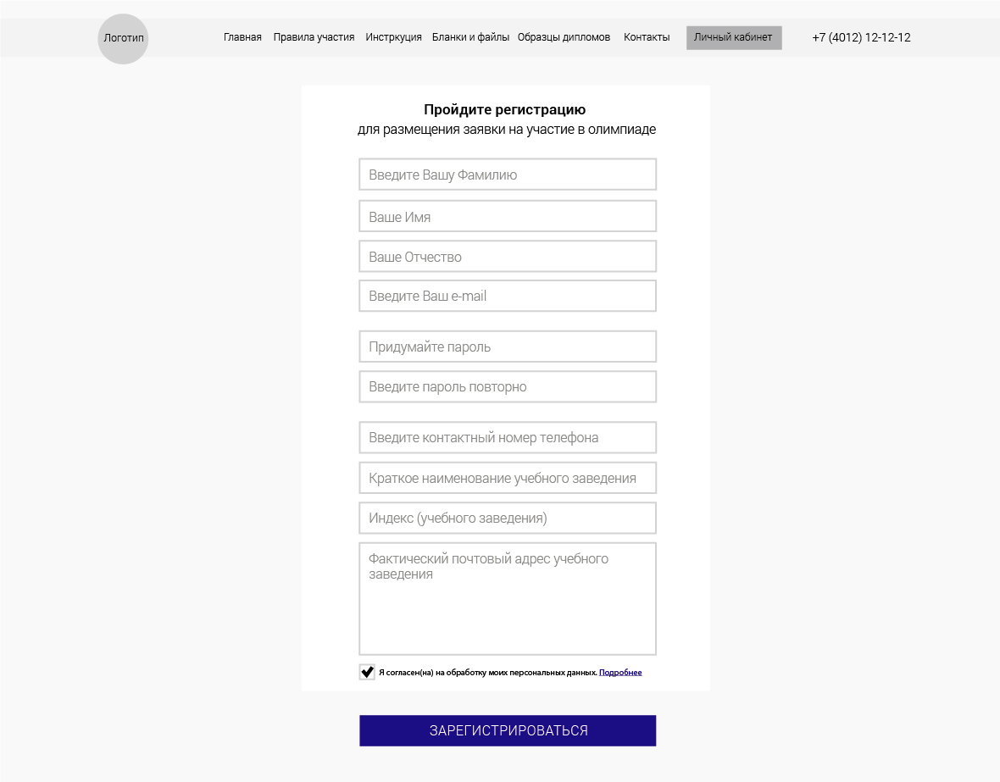 Логотип
Главная Правила участия Инстркуция Бланки и файлы Образцы дипломов Контакты Личный кабинет +7 (4012) 12-12-12
Пройдите регистрацию
для размещения заявки на участие в олимпиаде
Введите Вашу Фамилию
Ваше Имя
Ваше Отчество
Введите Ваш e-mail
Придумайте пароль
Введите пароль повторно
Введите контактный номер телефона
Краткое наименование учебного заведения
Индекс (учебного заведения)
Фактический почтовый адрес учебного
заведения
Я согласен(на) на обработку моих персональных данных. Подробнее
ЗАРЕГИСТРИРОВАТЬСЯ